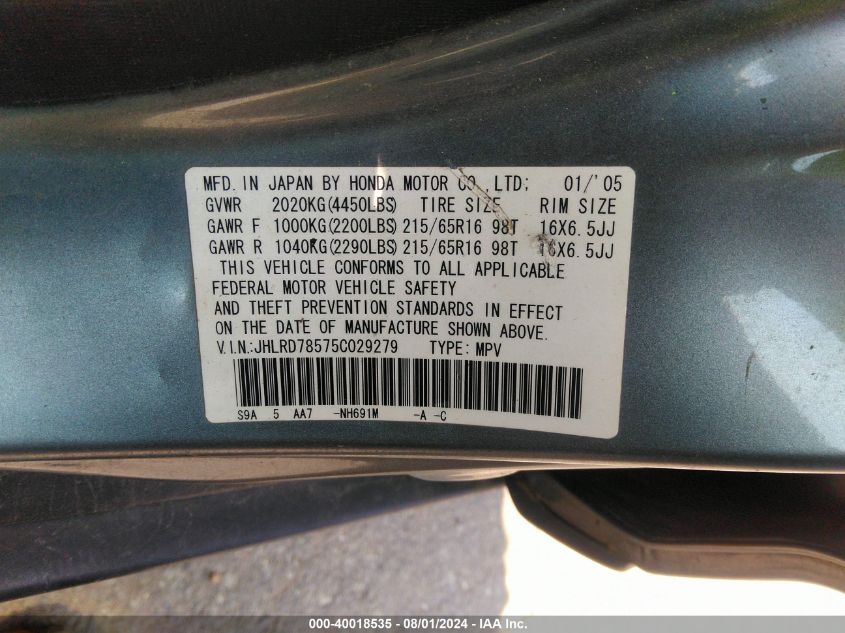 MFD. IN JAPAN BY HONDA MOTOR CO.,LTD; 01/'05
GVWR 2020KG(4450LBS) TIRE SIZE RIM SIZE
GAWR F 1000KG(2200LBS) 215/65R16 98T 16X6.5JJ
GAWR R 1040KG(2290LBS) 215/65R16 98T 16X6.5JJ
THIS VEHICLE CONFORMS TO ALL APPLICABLE
FEDERAL MOTOR VEHICLE SAFETY
AND THEFT PREVENTION STANDARDS IN EFFECT
ON THE DATE OF MANUFACTURE SHOWN ABOVE.
V.I.N.:JHLRD78575C029279 TYPE: MPV
S9A 5 AA7 -NH691M -A -C
000-40018535 - 08/01/2024 - IAA Inc.